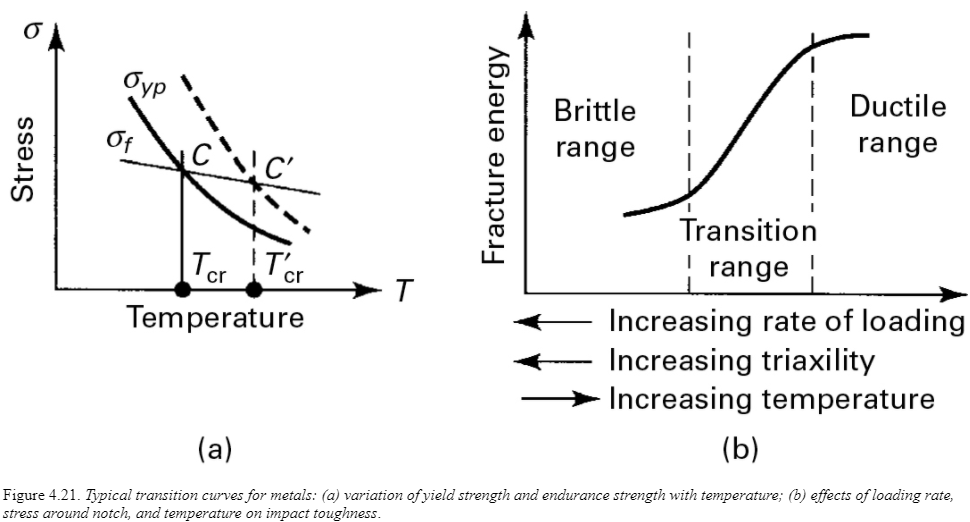 σ
Stress
σyp
σf
C
C′
Tcr
T′cr
T
Temperature
(a)
Fracture energy
Brittle
range
Ductile
range
Transition
range
Increasing rate of loading
Increasing triaxility
Increasing temperature
(b)
Figure 4.21. Typical transition curves for metals: (a) variation of yield strength and endurance strength with temperature; (b) effects of loading rate,
stress around notch, and temperature on impact toughness.